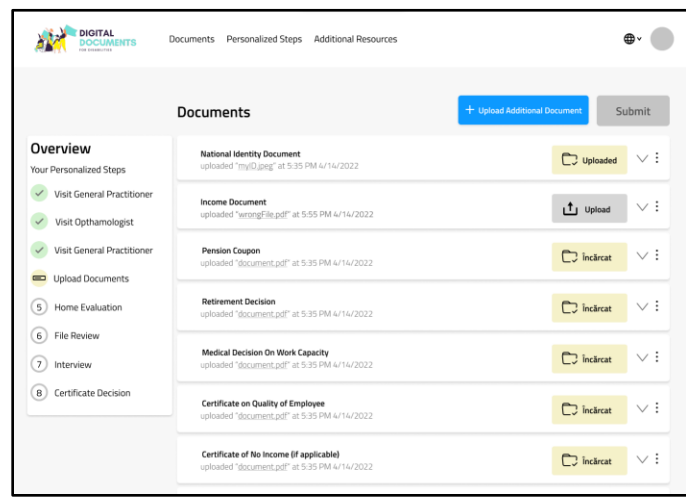 DIGITAL
DOCUMENTS
FOR DISABILITIES
Documents Personalized Steps Additional Resources
Documents
+ Upload Additional Document
Submit
Overview
Your Personalized Steps
Visit General Practitioner
Visit Opthamologist
Visit General Practitioner
Upload Documents
5 Home Evaluation
6 File Review
7 Interview
8 Certificate Decision
National Identity Document
uploaded "myID.jpeg" at 5:35 PM 4/14/2022
Uploaded
Income Document
uploaded "wrongFile.pdf" at 5:55 PM 4/14/2022
Upload
Pension Coupon
uploaded "document.pdf" at 5:35 PM 4/14/2022
Încărcat
Retirement Decision
uploaded "document.pdf" at 5:35 PM 4/14/2022
Încărcat
Medical Decision On Work Capacity
uploaded "document.pdf" at 5:35 PM 4/14/2022
Încărcat
Certificate on Quality of Employee
uploaded "document.pdf" at 5:35 PM 4/14/2022
Încărcat
Certificate of No Income (if applicable)
uploaded "document.pdf" at 5:35 PM 4/14/2022
Încărcat